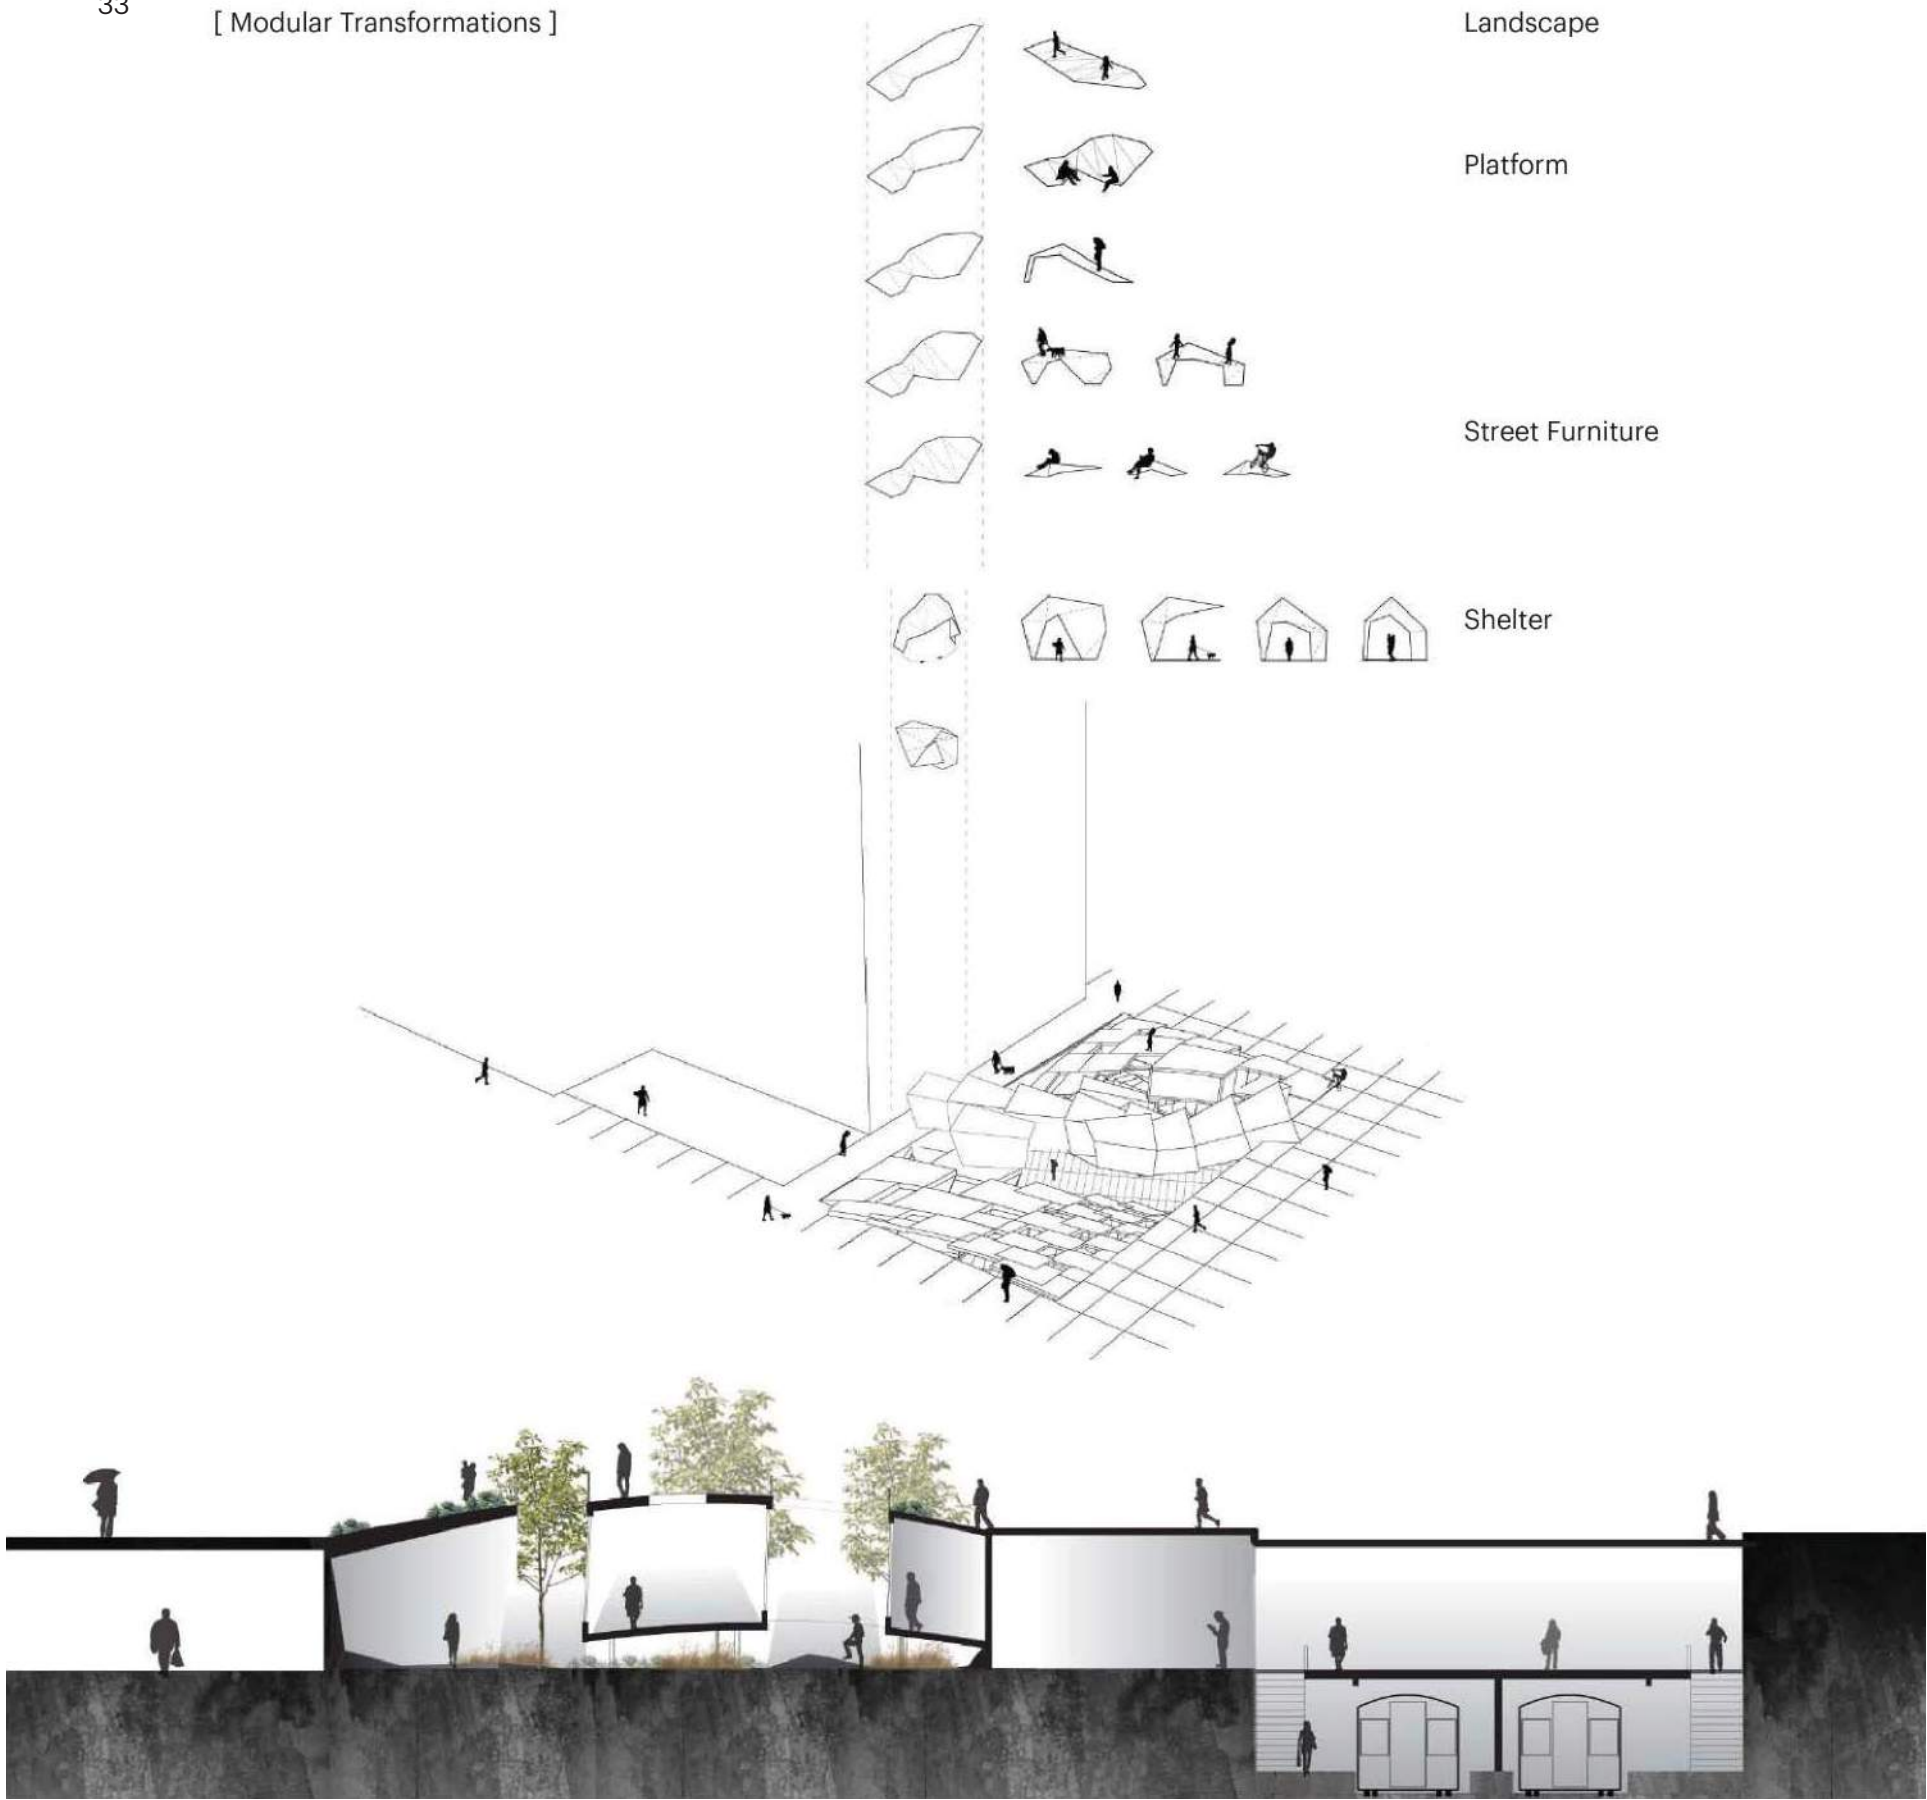 33
[ Modular Transformations ]
Landscape
Platform
Street Furniture
Shelter